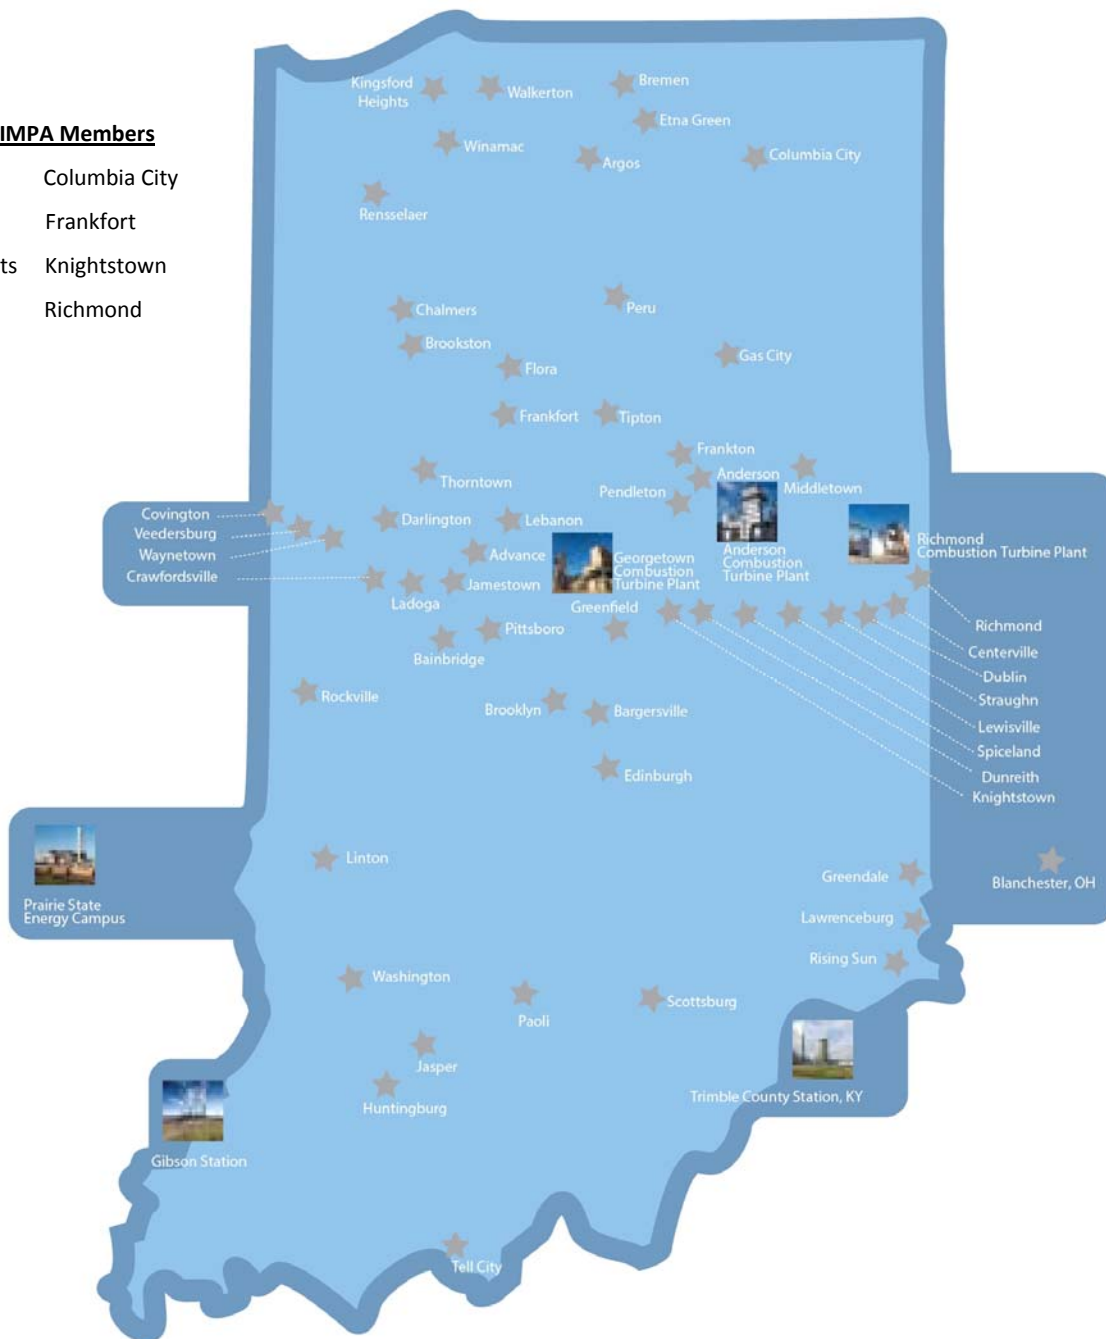 IMPA Members
Columbia City
Frankfort
ts Knightstown
Richmond
Kingsford
Heights
Walkerton
Bremen
Etna Green
Winamac
Argos
Columbia City
Rensselaer
Chalmers
Peru
Brookston
Gas City
Flora
Frankfort
Tipton
Frankton
Thorntown
Anderson
Pendleton
Middletown
Covington
Veedersburg
Waynetown
Crawfordsville
Darlington
Lebanon
Advance
Jamestown
Ladoga
Georgetown
Combustion
Turbine Plant
Anderson
Combustion
Turbine Plant
Richmond
Combustion Turbine Plant
Greenfield
Pittsboro
Bainbridge
Richmond
Centerville
Dublin
Straughn
Lewisville
Spiceland
Dunreith
Knightstown
Rockville
Brooklyn
Bargersville
Edinburgh
Linton
Greendale
Blanchester, OH
Prairie State
Energy Campus
Lawrenceburg
Rising Sun
Washington
Paoli
Scottsburg
Jasper
Huntingburg
Trimble County Station, KY
Gibson Station
Tell City